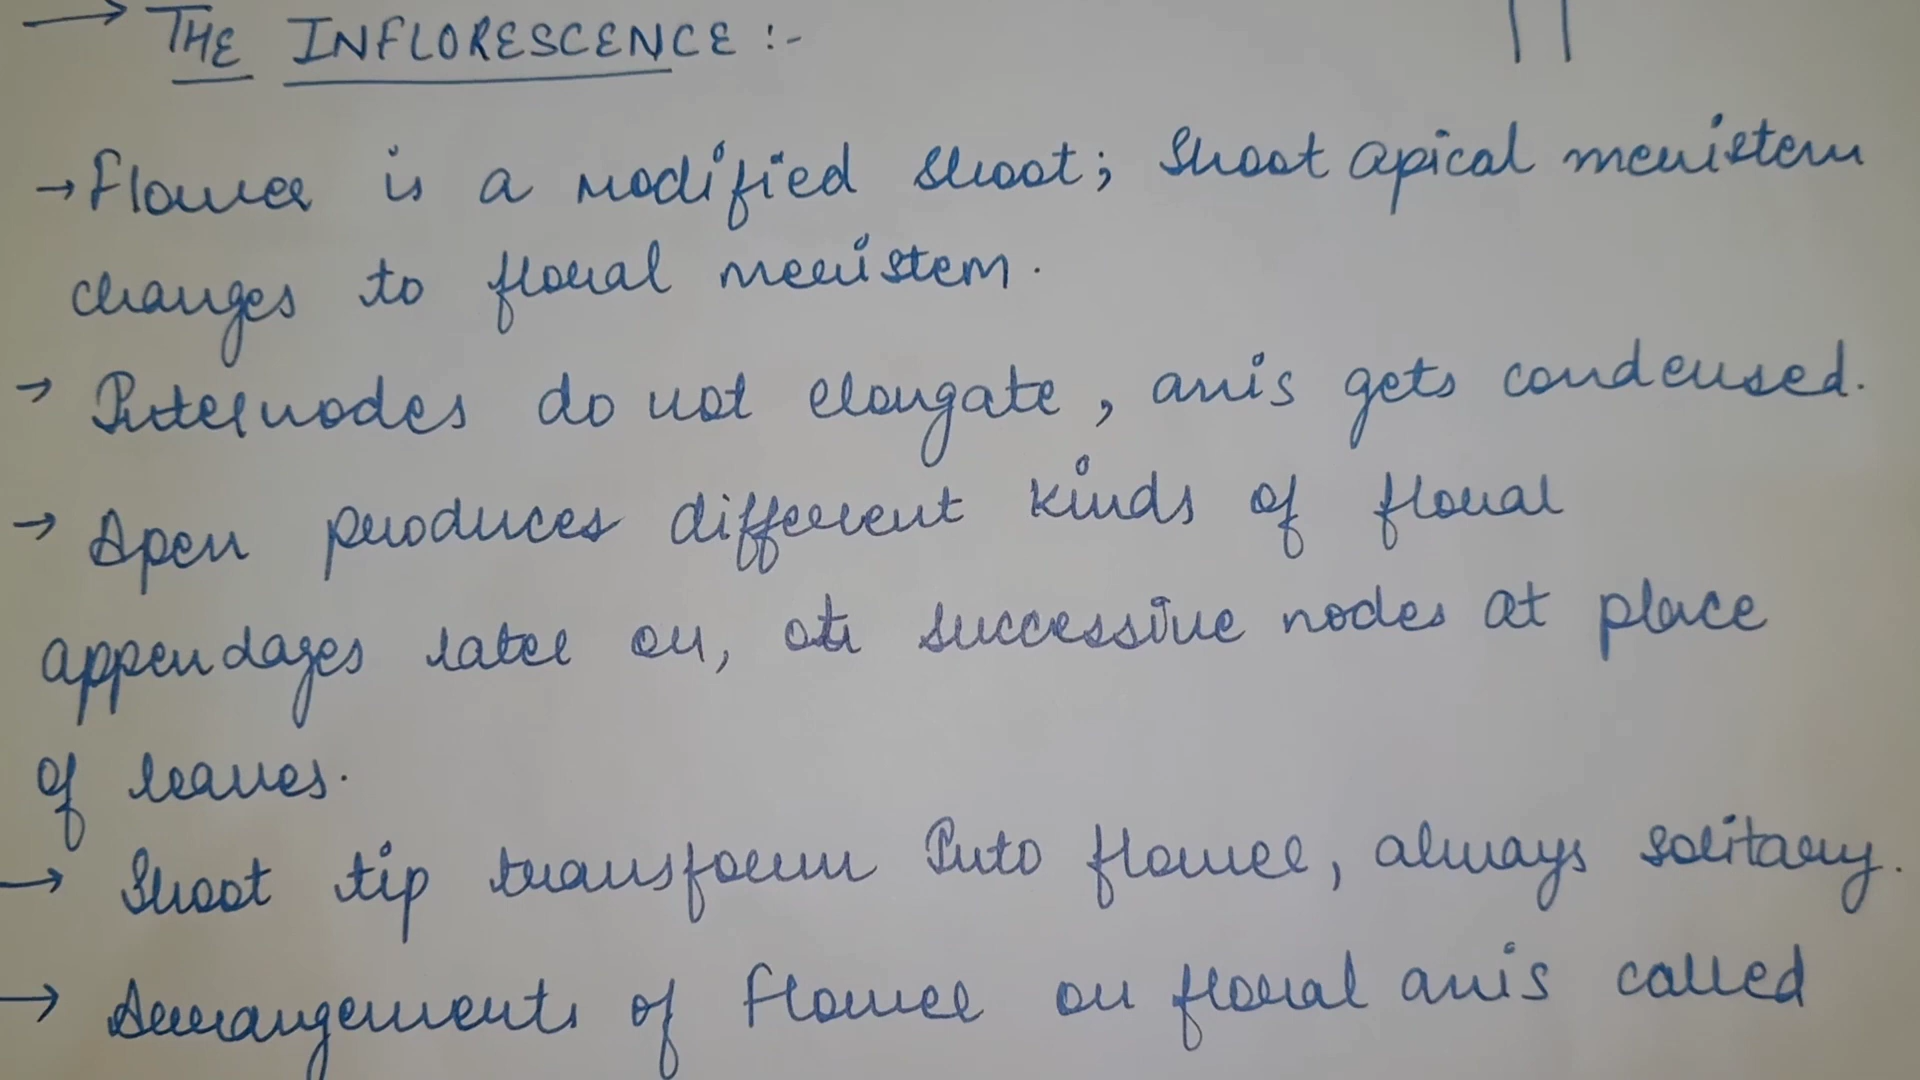 → THE INFLORESCENCE :-
→ Flower is a modified shoot; Shoot apical meristem
changes to floral meristem.
→ Internodes do not elongate, axis gets condensed.
→ Apex produces different kinds of floral
appendages later on, at successive nodes at place
of leaves.
→ Shoot tip transform Into flower, always solitary.
→ Arrangements of flower on floral axis called